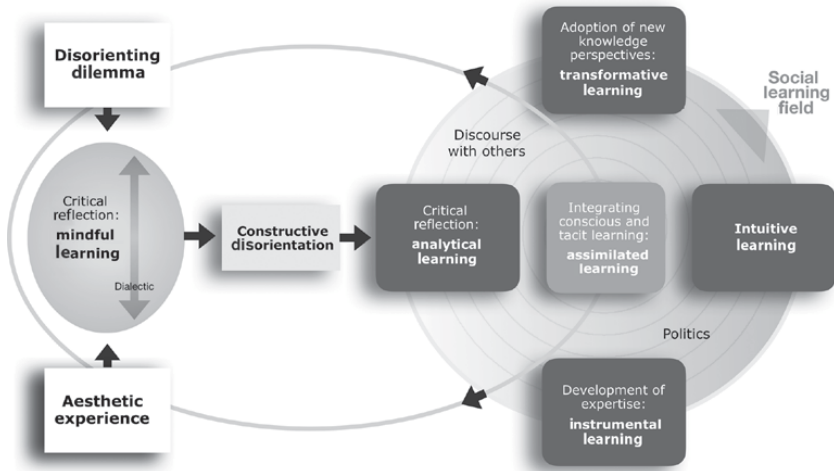 Disorienting
dilemma
Critical
reflection:
mindful
learning
Dialectic
Aesthetic
experience
Constructive
disorientation
Discourse
with others
Critical
reflection:
analytical
learning
Adoption of new
knowledge
perspectives:
transformative
learning
Integrating
conscious and
tacit learning:
assimilated
learning
Intuitive
learning
Social
learning
field
Politics
Development of
expertise:
instrumental
learning